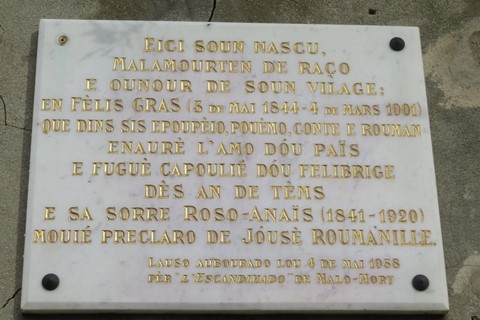 EICI SOUN NASCU,
MALAMOURTEN DE RAÇO
E OUNOUR DE SOUN VILAGE:
EN FÈLIS GRAS (3 DE MAI 1844-4 DE MARS 1901)
QUE DINS SIS EPOUPÈIO, POUÈMO, CONTE E ROUMAN
ENAURÈ L'AMO DÓU PAÏS
E FUGUÈ CAPOULIÉ DÓU FELIBRIGE
DÈS AN DE TÈMS
E SA SORRE ROSO-ANAÏS (1841-1920)
MOUIÉ PRECLARO DE JÓUSÈ ROUMANILLE.
LAUSO AUBOURADO LOU 4 DE MAI 1988
PÈR "L'ESCANDIHADO" DE MALO-MORT